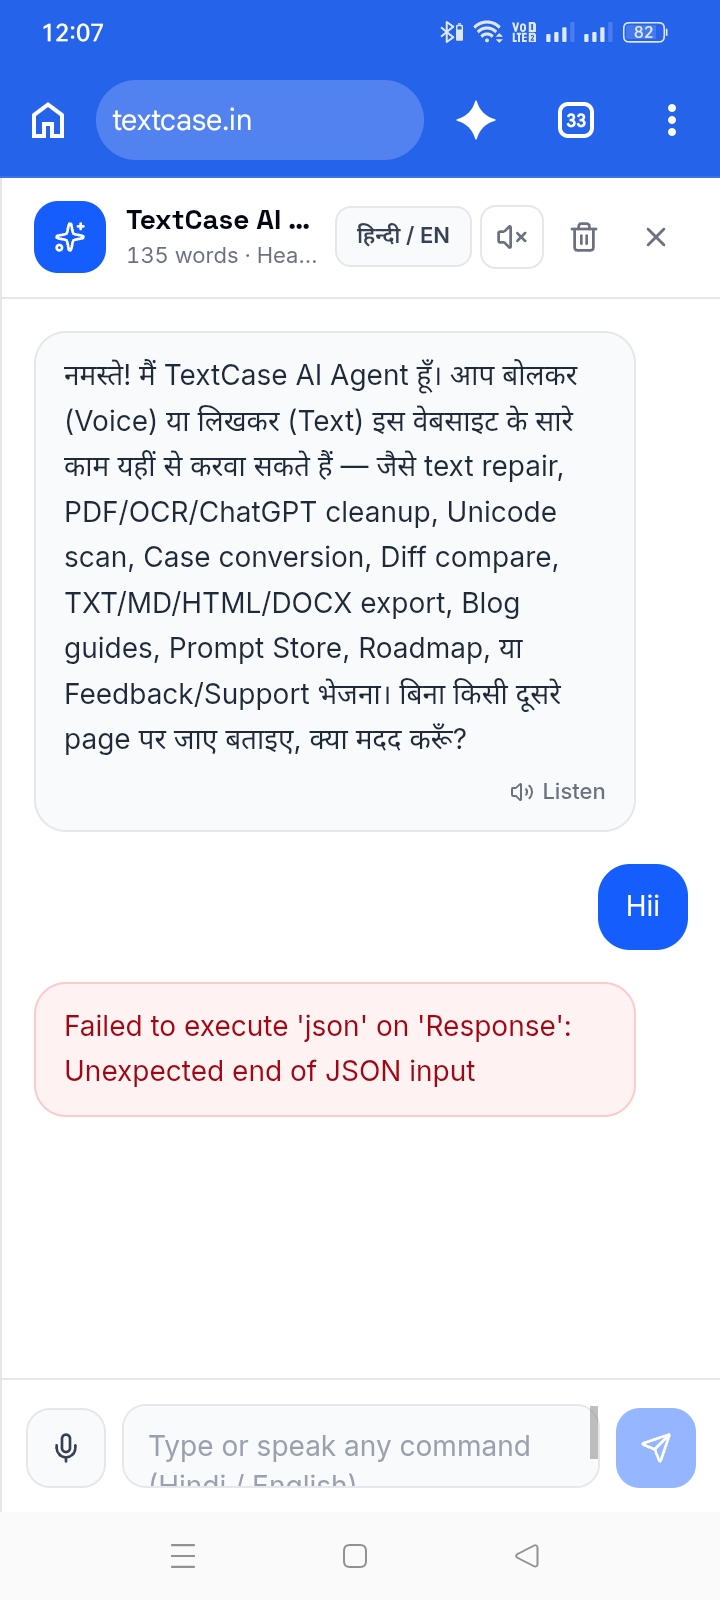 12:07
VoD
LTE2
82
textcase.in
33
TextCase AI ...
135 words · Hea...
हिन्दी / EN
नमस्ते! मैं TextCase AI Agent हूँ। आप बोलकर
(Voice) या लिखकर (Text) इस वेबसाइट के सारे
काम यहीं से करवा सकते हैं — जैसे text repair,
PDF/OCR/ChatGPT cleanup, Unicode
scan, Case conversion, Diff compare,
TXT/MD/HTML/DOCX export, Blog
guides, Prompt Store, Roadmap, या
Feedback/Support भेजना। बिना किसी दूसरे
page पर जाए बताइए, क्या मदद करूँ?
Listen
Hii
Failed to execute 'json' on 'Response':
Unexpected end of JSON input
Type or speak any command
(Hindi / English)